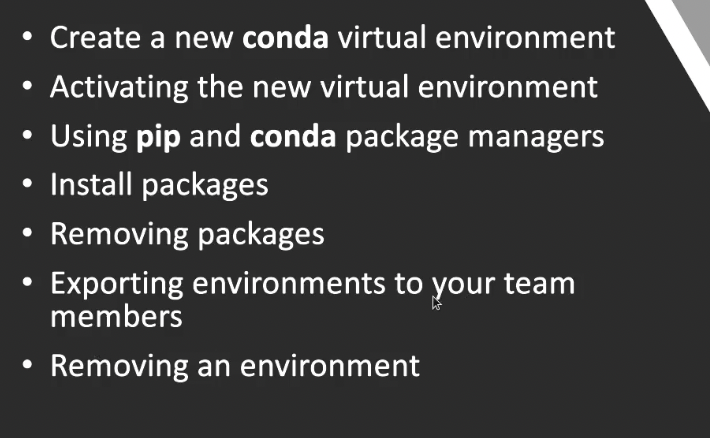 • Create a new conda virtual environment
• Activating the new virtual environment
• Using pip and conda package managers
• Install packages
• Removing packages
• Exporting environments to your team
members
• Removing an environment